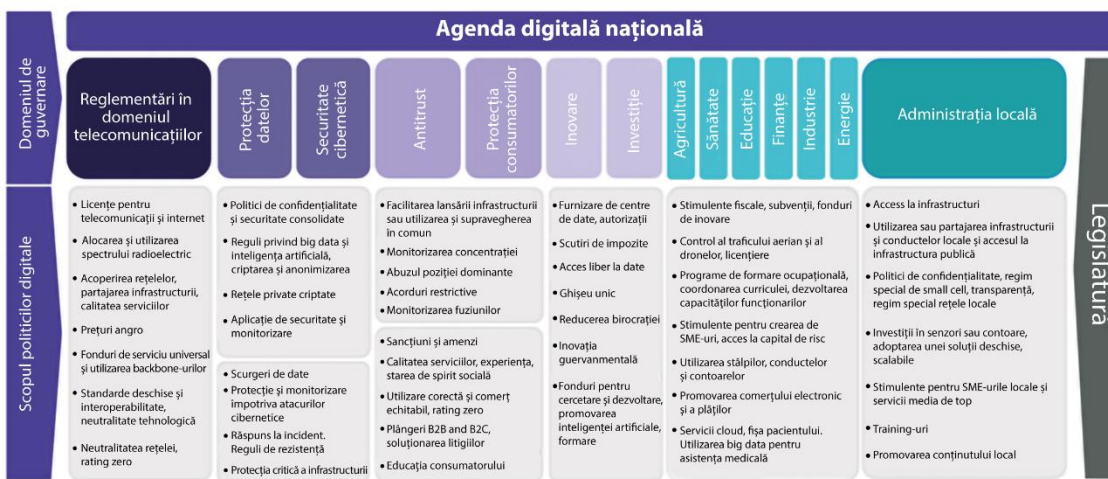 Agenda digitală națională
Domeniul de
guvernare
Reglementări în
domeniul
telecomunicațiilor
Protecția
datelor
Securitate
cibernetică
Antitrust
Protecția
consumatorilor
Inovare
Investiție
Agricultură
Sănătate
Educație
Finanțe
Industrie
Energie
Administrația locală
Legislatură
Scopul politicilor digitale
• Licențe pentru
telecomunicații și internet
• Alocarea și utilizarea
spectrului radioelectric
• Acoperirea rețelelor,
partajarea infrastructurii,
calitatea serviciilor
• Prețuri angro
• Fonduri de serviciu universal
și utilizarea backbone-urilor
• Standarde deschise și
interoperabilitate,
neutralitate tehnologică
• Neutralitatea rețelei,
rating zero
• Politici de confidențialitate
și securitate consolidate
• Reguli privind big data și
inteligența artificială,
criptarea și anonimizarea
• Rețele private criptate
• Aplicație de securitate și
monitorizare
• Scurgeri de date
• Protecție și monitorizare
împotriva atacurilor
cibernetice
• Răspuns la incident.
Reguli de rezistență
• Protecția critică a infrastructurii
• Facilitarea lansării infrastructurii
sau utilizarea și supravegherea
în comun
• Monitorizarea concentrației
• Abuzul poziției dominante
• Acorduri restrictive
• Monitorizarea fuziunilor
• Sancțiuni și amenzi
• Calitatea serviciilor, experiența,
starea de spirit socială
• Utilizare corectă și comerț
echitabil, rating zero
• Plângeri B2B and B2C,
soluționarea litigiilor
• Educația consumatorului
• Furnizare de centre
de date, autorizații
• Scutiri de impozite
• Acces liber la date
• Ghișeu unic
• Reducerea birocrației
• Inovația
guervanmentală
• Fonduri pentru
cercetare și dezvoltare,
promovarea
inteligenței artificiale,
formare
• Stimulente fiscale, subvenții, fonduri
de inovare
• Control al traficului aerian și al
dronelor, licențiere
• Programe de formare ocupațională,
coordonarea curriculei, dezvoltarea
capacităților funcționarilor
• Stimulente pentru crearea de
SME-uri, acces la capital de risc
• Utilizarea stâlpilor, conductelor
și contoarelor
• Promovarea comerțului electronic
și a plăților
• Servicii cloud, fișa pacientului.
Utilizarea big data pentru
asistența medicală
• Access la infrastructuri
• Utilizarea sau partajarea infrastructurii
și conductelor locale și accesul la
infrastructura publică
• Politici de confidențialitate, regim
special de small cell, transparență,
regim special rețele locale
• Investiții în senzori sau contoare,
adoptarea unei soluții deschise,
scalabile
• Stimulente pentru SME-urile locale și
servicii media de top
• Training-uri
• Promovarea conținutului local